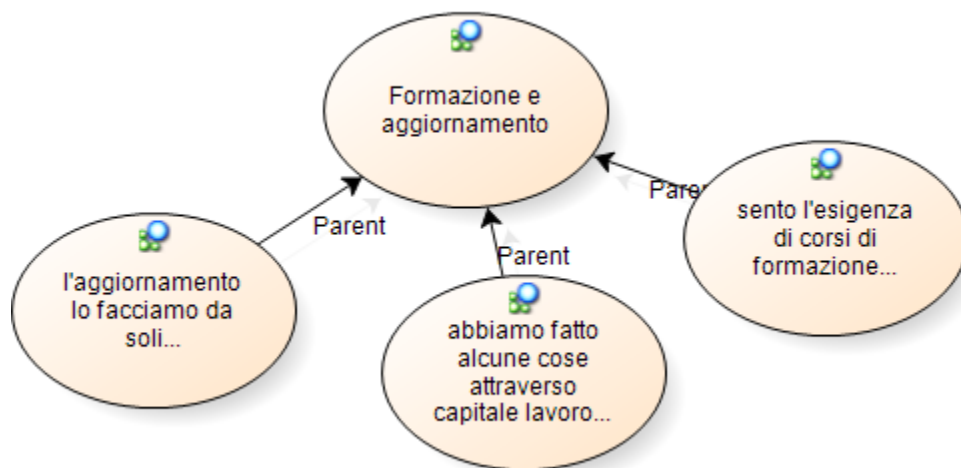 Formazione e
aggiornamento
Parent
Parent
Parent
l'aggiornamento
lo facciamo da
soli...
abbiamo fatto
alcune cose
attraverso
capitale lavoro...
sento l'esigenza
di corsi di
formazione...